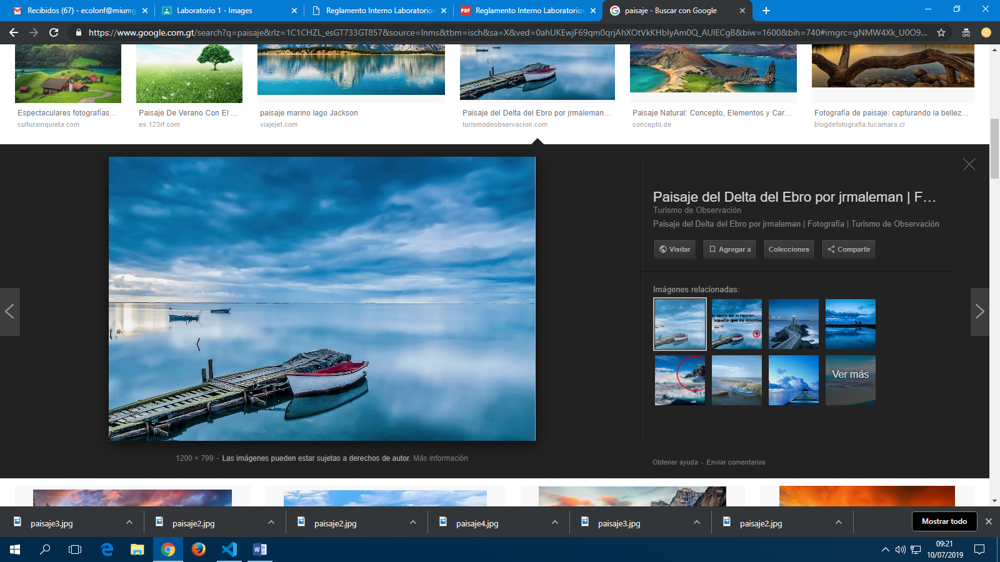 Recibidos (67) - ecolonf@miumg
Laboratorio 1 - Images
Reglamento Interno Laboratorios
Reglamento Interno Laboratorios
paisaje - Buscar con Google
https://www.google.com.gt/search?q=paisaje&rlz=1C1CHZL_esGT733GT857&source=lnms&tbm=isch&sa=X&ved=0ahUKEwjF69qm0qrjAhXOtVkKHblyAm0Q_AUIECgB&biw=1600&bih=740#imgrc=gNMW4Xk_U0O9...
Espectaculares fotografías...
culturainquieta.com
Paisaje De Verano Con El ...
es.123rf.com
paisaje marino lago Jackson
viajejet.com
Paisaje del Delta del Ebro por jrmaleman...
turismodeobservacion.com
Paisaje Natural: Concepto, Elementos y Car...
concepto.de
Fotografía de paisaje: capturando la bellez...
blogdefotografia.tucamara.cl
Paisaje del Delta del Ebro por jrmaleman | F...
Turismo de Observación
Paisaje del Delta del Ebro por jrmaleman | Fotografía | Turismo de Observación
Visitar
Agregar a
Colecciones
Compartir
Imágenes relacionadas:
aquello que no intentas
Ver más
1200 × 799 - Las imágenes pueden estar sujetas a derechos de autor. Más información
Obtener ayuda - Enviar comentarios
paisaje3.jpg
paisaje2.jpg
paisaje2.jpg
paisaje4.jpg
paisaje3.jpg
paisaje2.jpg
Mostrar todo
09:21
10/07/2019